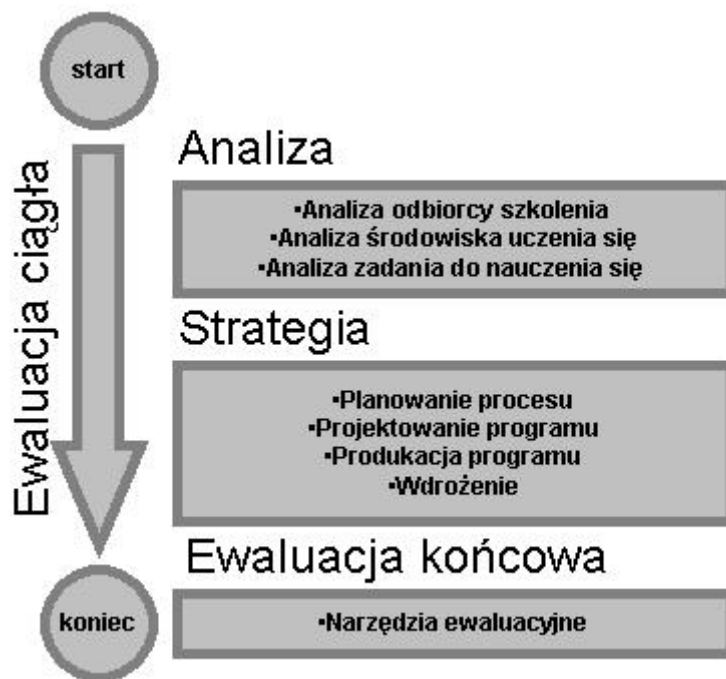 start
Ewaluacja ciągła
Analiza
•Analiza odbiorcy szkolenia
•Analiza środowiska uczenia się
•Analiza zadania do nauczenia się
Strategia
•Planowanie procesu
•Projektowanie programu
•Produkacja programu
•Wdrożenie
Ewaluacja końcowa
koniec
•Narzędzia ewaluacyjne